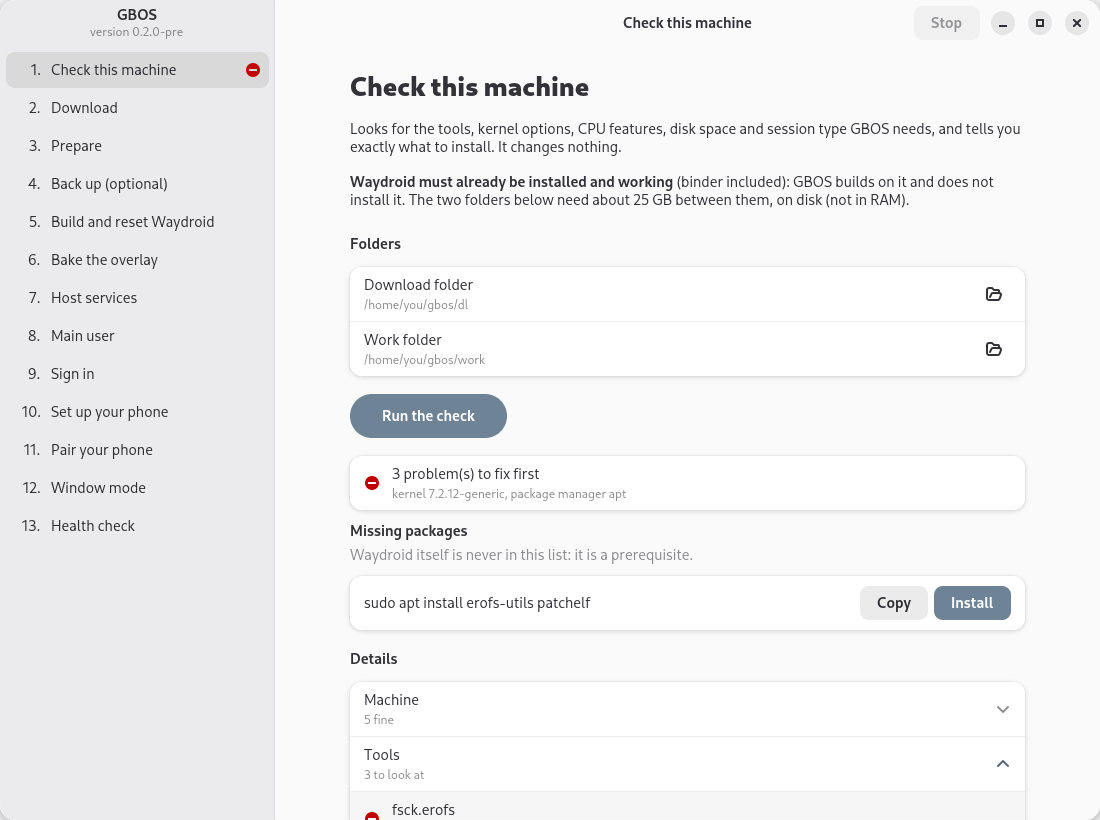 GBOS
version 0.2.0-pre
1. Check this machine
2. Download
3. Prepare
4. Back up (optional)
5. Build and reset Waydroid
6. Bake the overlay
7. Host services
8. Main user
9. Sign in
10. Set up your phone
11. Pair your phone
12. Window mode
13. Health check
Check this machine
Stop
Check this machine
Looks for the tools, kernel options, CPU features, disk space and session type GBOS needs, and tells you
exactly what to install. It changes nothing.
Waydroid must already be installed and working (binder included): GBOS builds on it and does not
install it. The two folders below need about 25 GB between them, on disk (not in RAM).
Folders
Download folder
/home/you/gbos/dl
Work folder
/home/you/gbos/work
Run the check
3 problem(s) to fix first
kernel 7.2.12-generic, package manager apt
Missing packages
Waydroid itself is never in this list: it is a prerequisite.
sudo apt install erofs-utils patchelf
Copy
Install
Details
Machine
5 fine
Tools
3 to look at
fsck.erofs